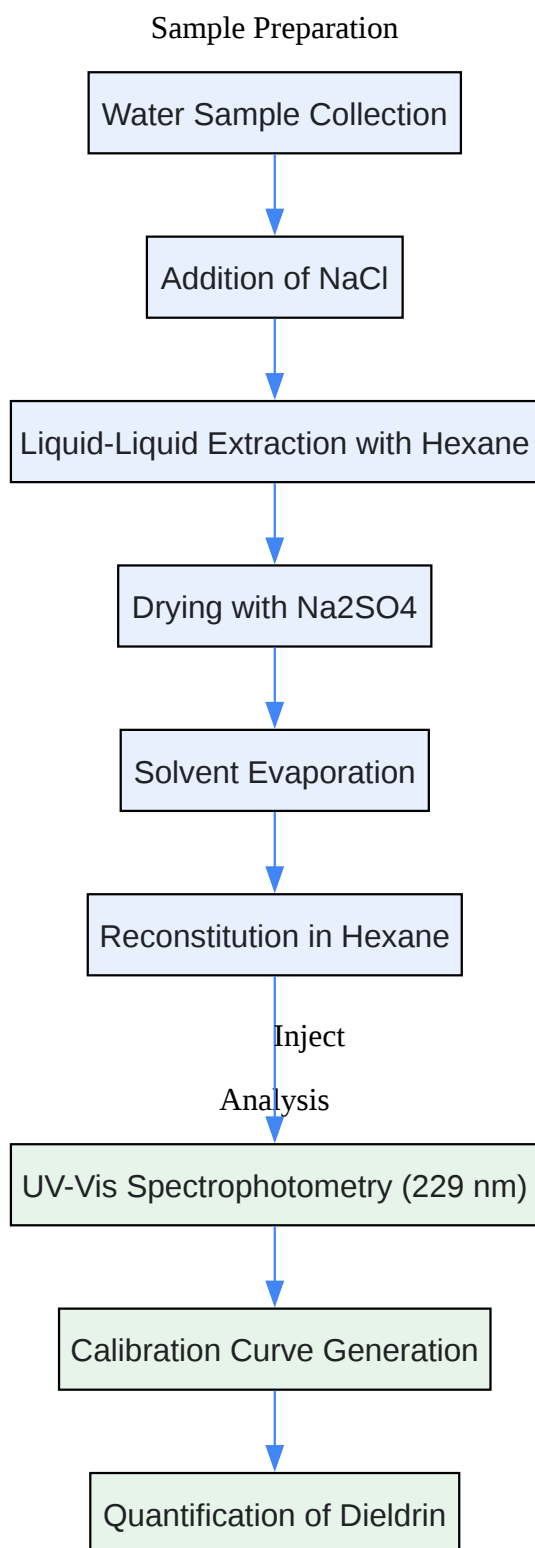 Sample Preparation
Water Sample Collection
Addition of NaCl
Liquid-Liquid Extraction with Hexane
Drying with Na2SO4
Solvent Evaporation
Reconstitution in Hexane
Inject
Analysis
UV-Vis Spectrophotometry (229 nm)
Calibration Curve Generation
Quantification of Dieldrin